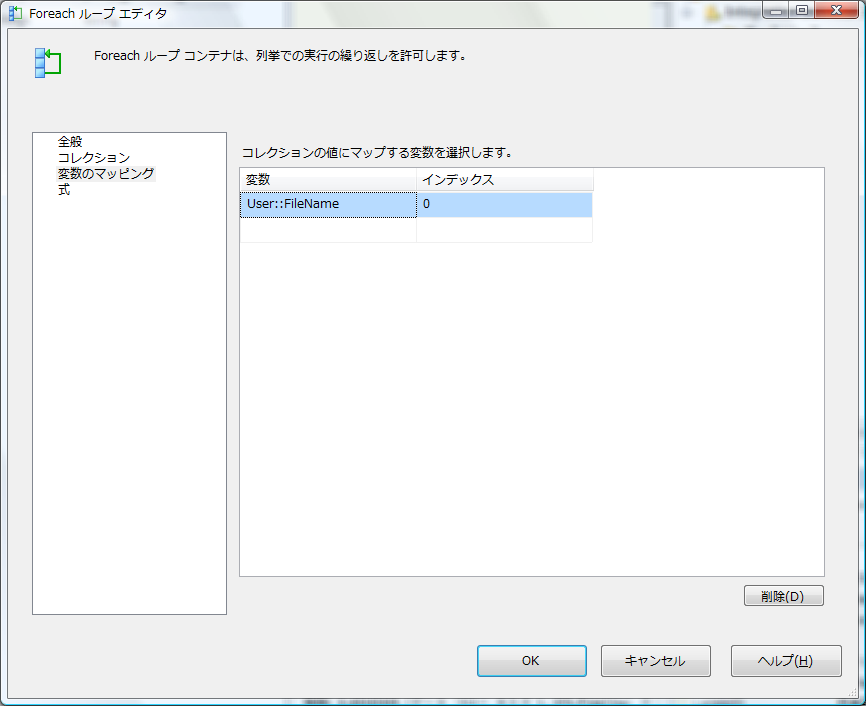 Foreach ループ エディタ
Foreach ループ コンテナは、列挙での実行の繰り返しを許可します。
全般
コレクション
変数のマッピング
式
コレクションの値にマップする変数を選択します。
変数 インデックス
User::FileName 0
削除(D)
OK キャンセル ヘルプ(H)